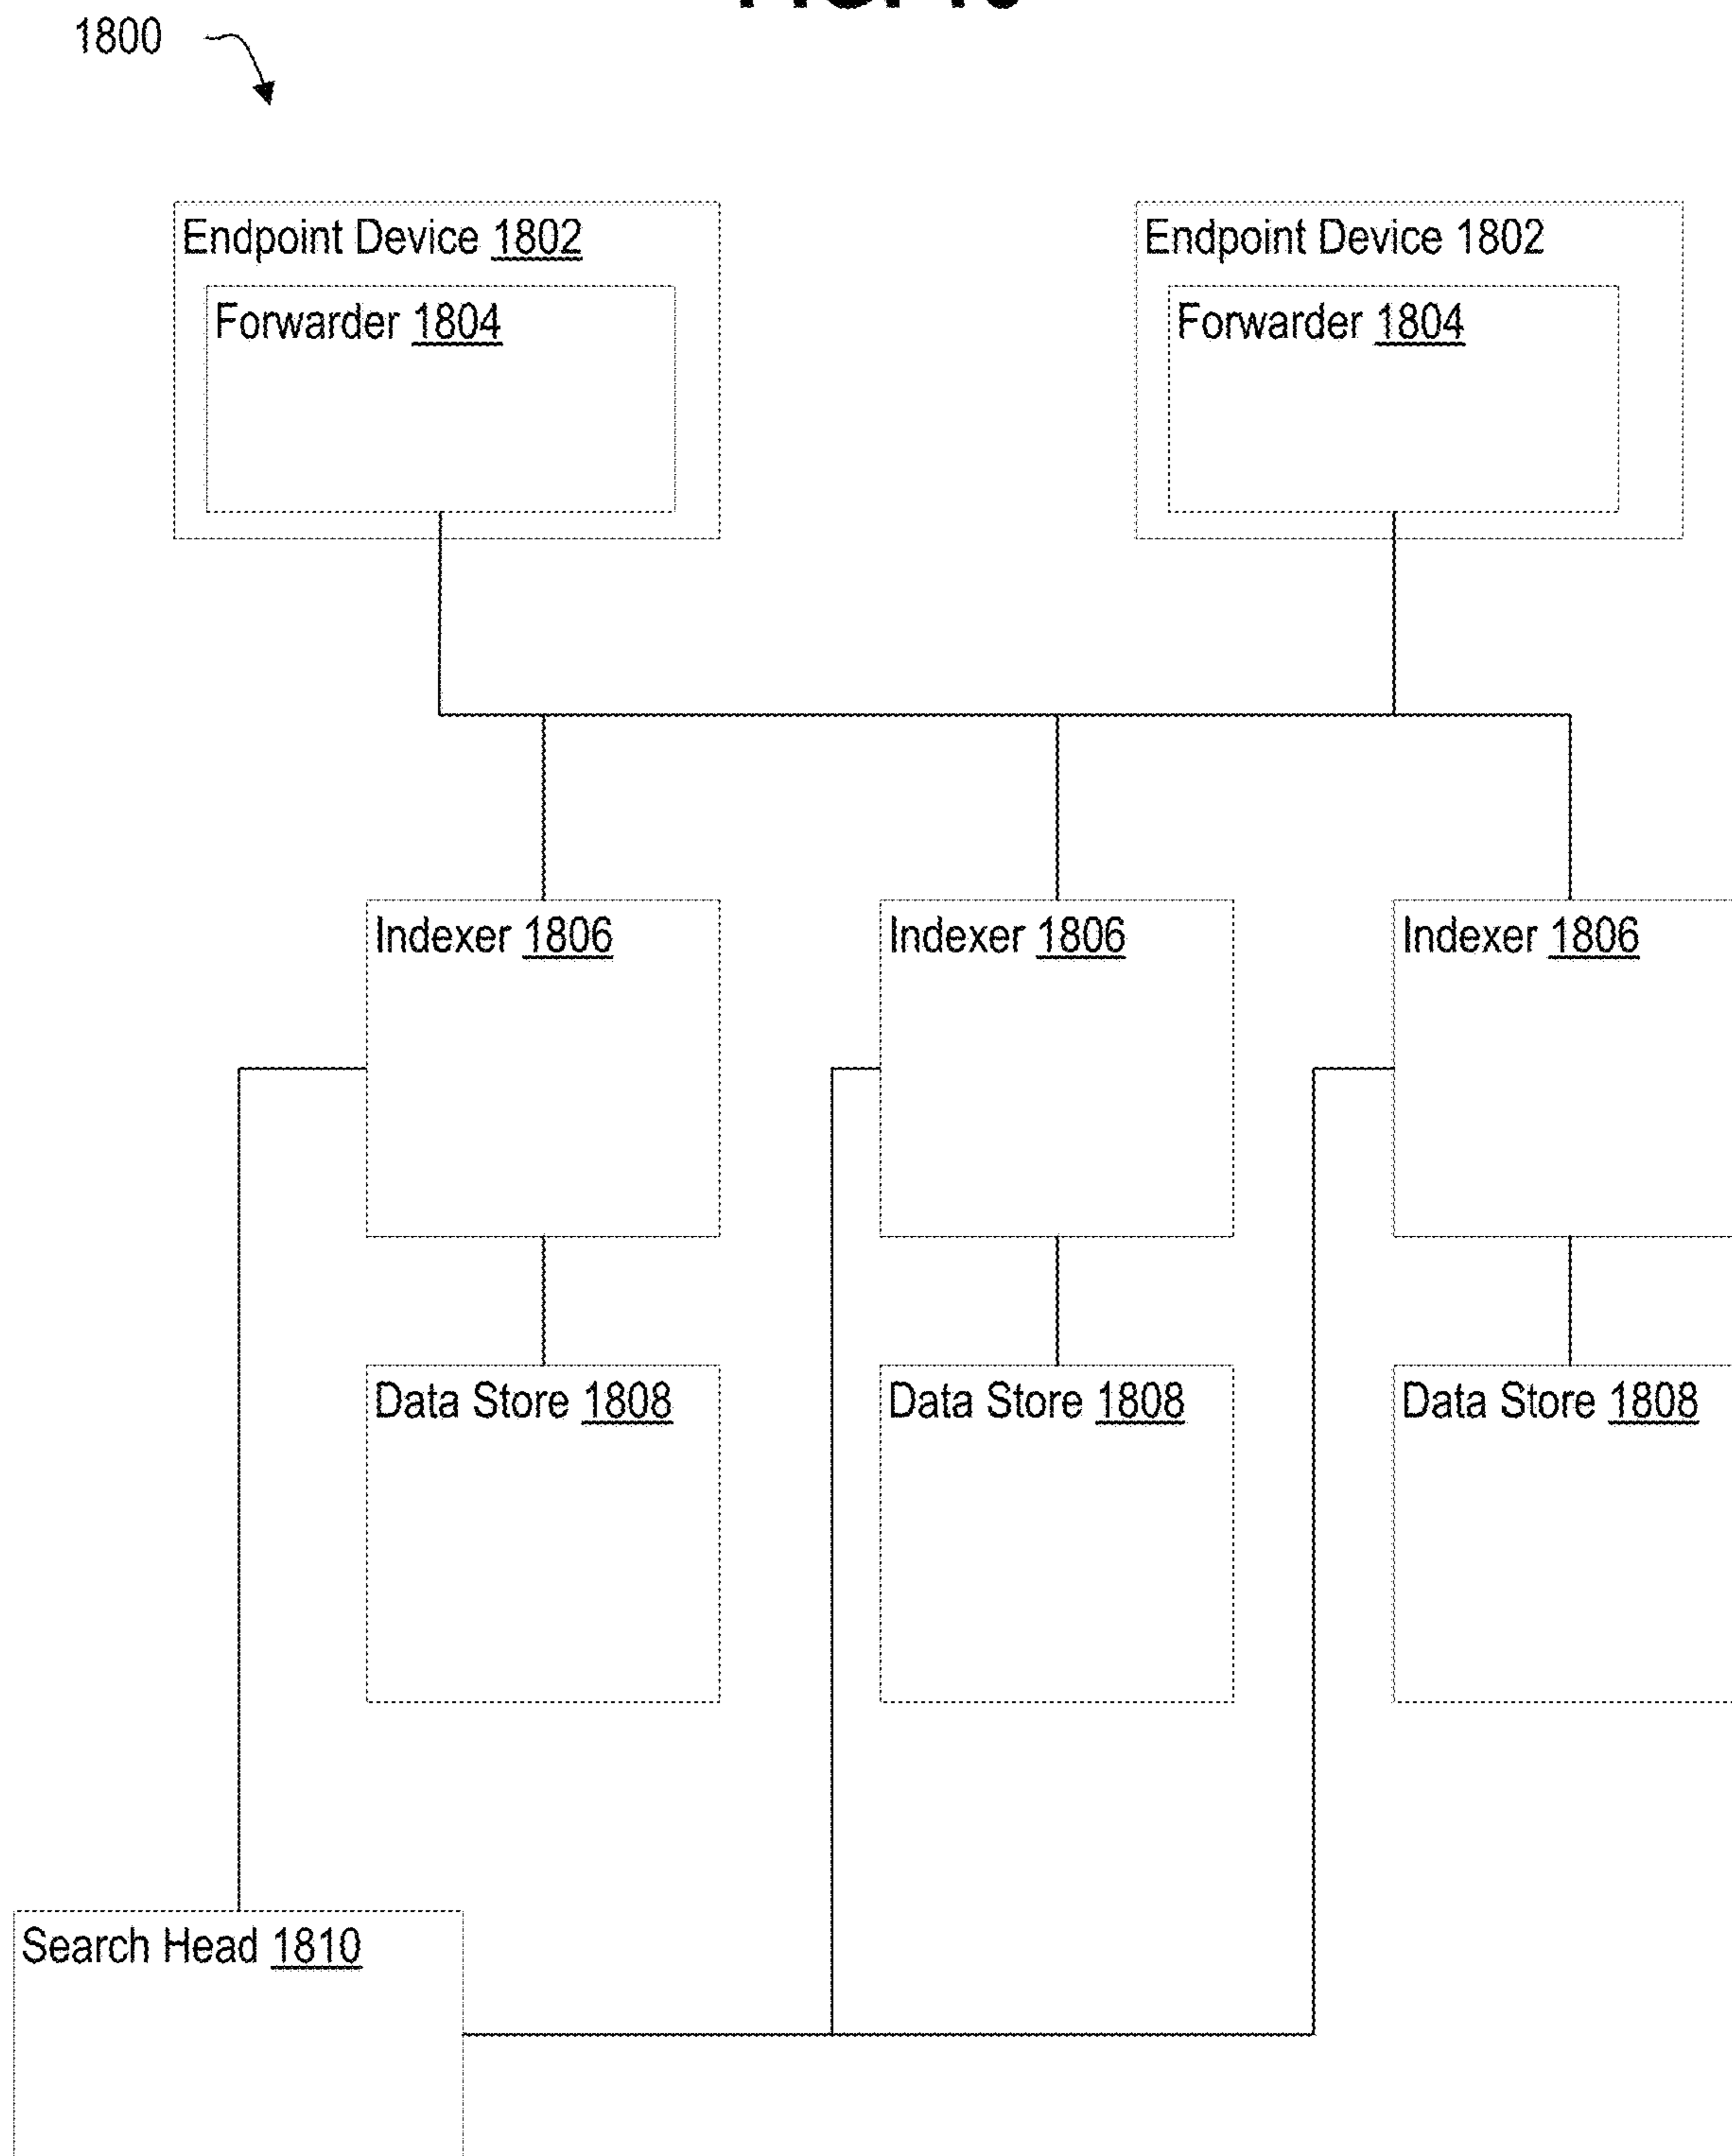 1800
Endpoint Device 1802
Endpoint Device 1802
Forwarder 1804
Forwarder 1804
Indexer 1806
Indexer 1806
Indexer 1806
Data Store 1808
Data Store 1808
Data Store 1808
Search Head 1810